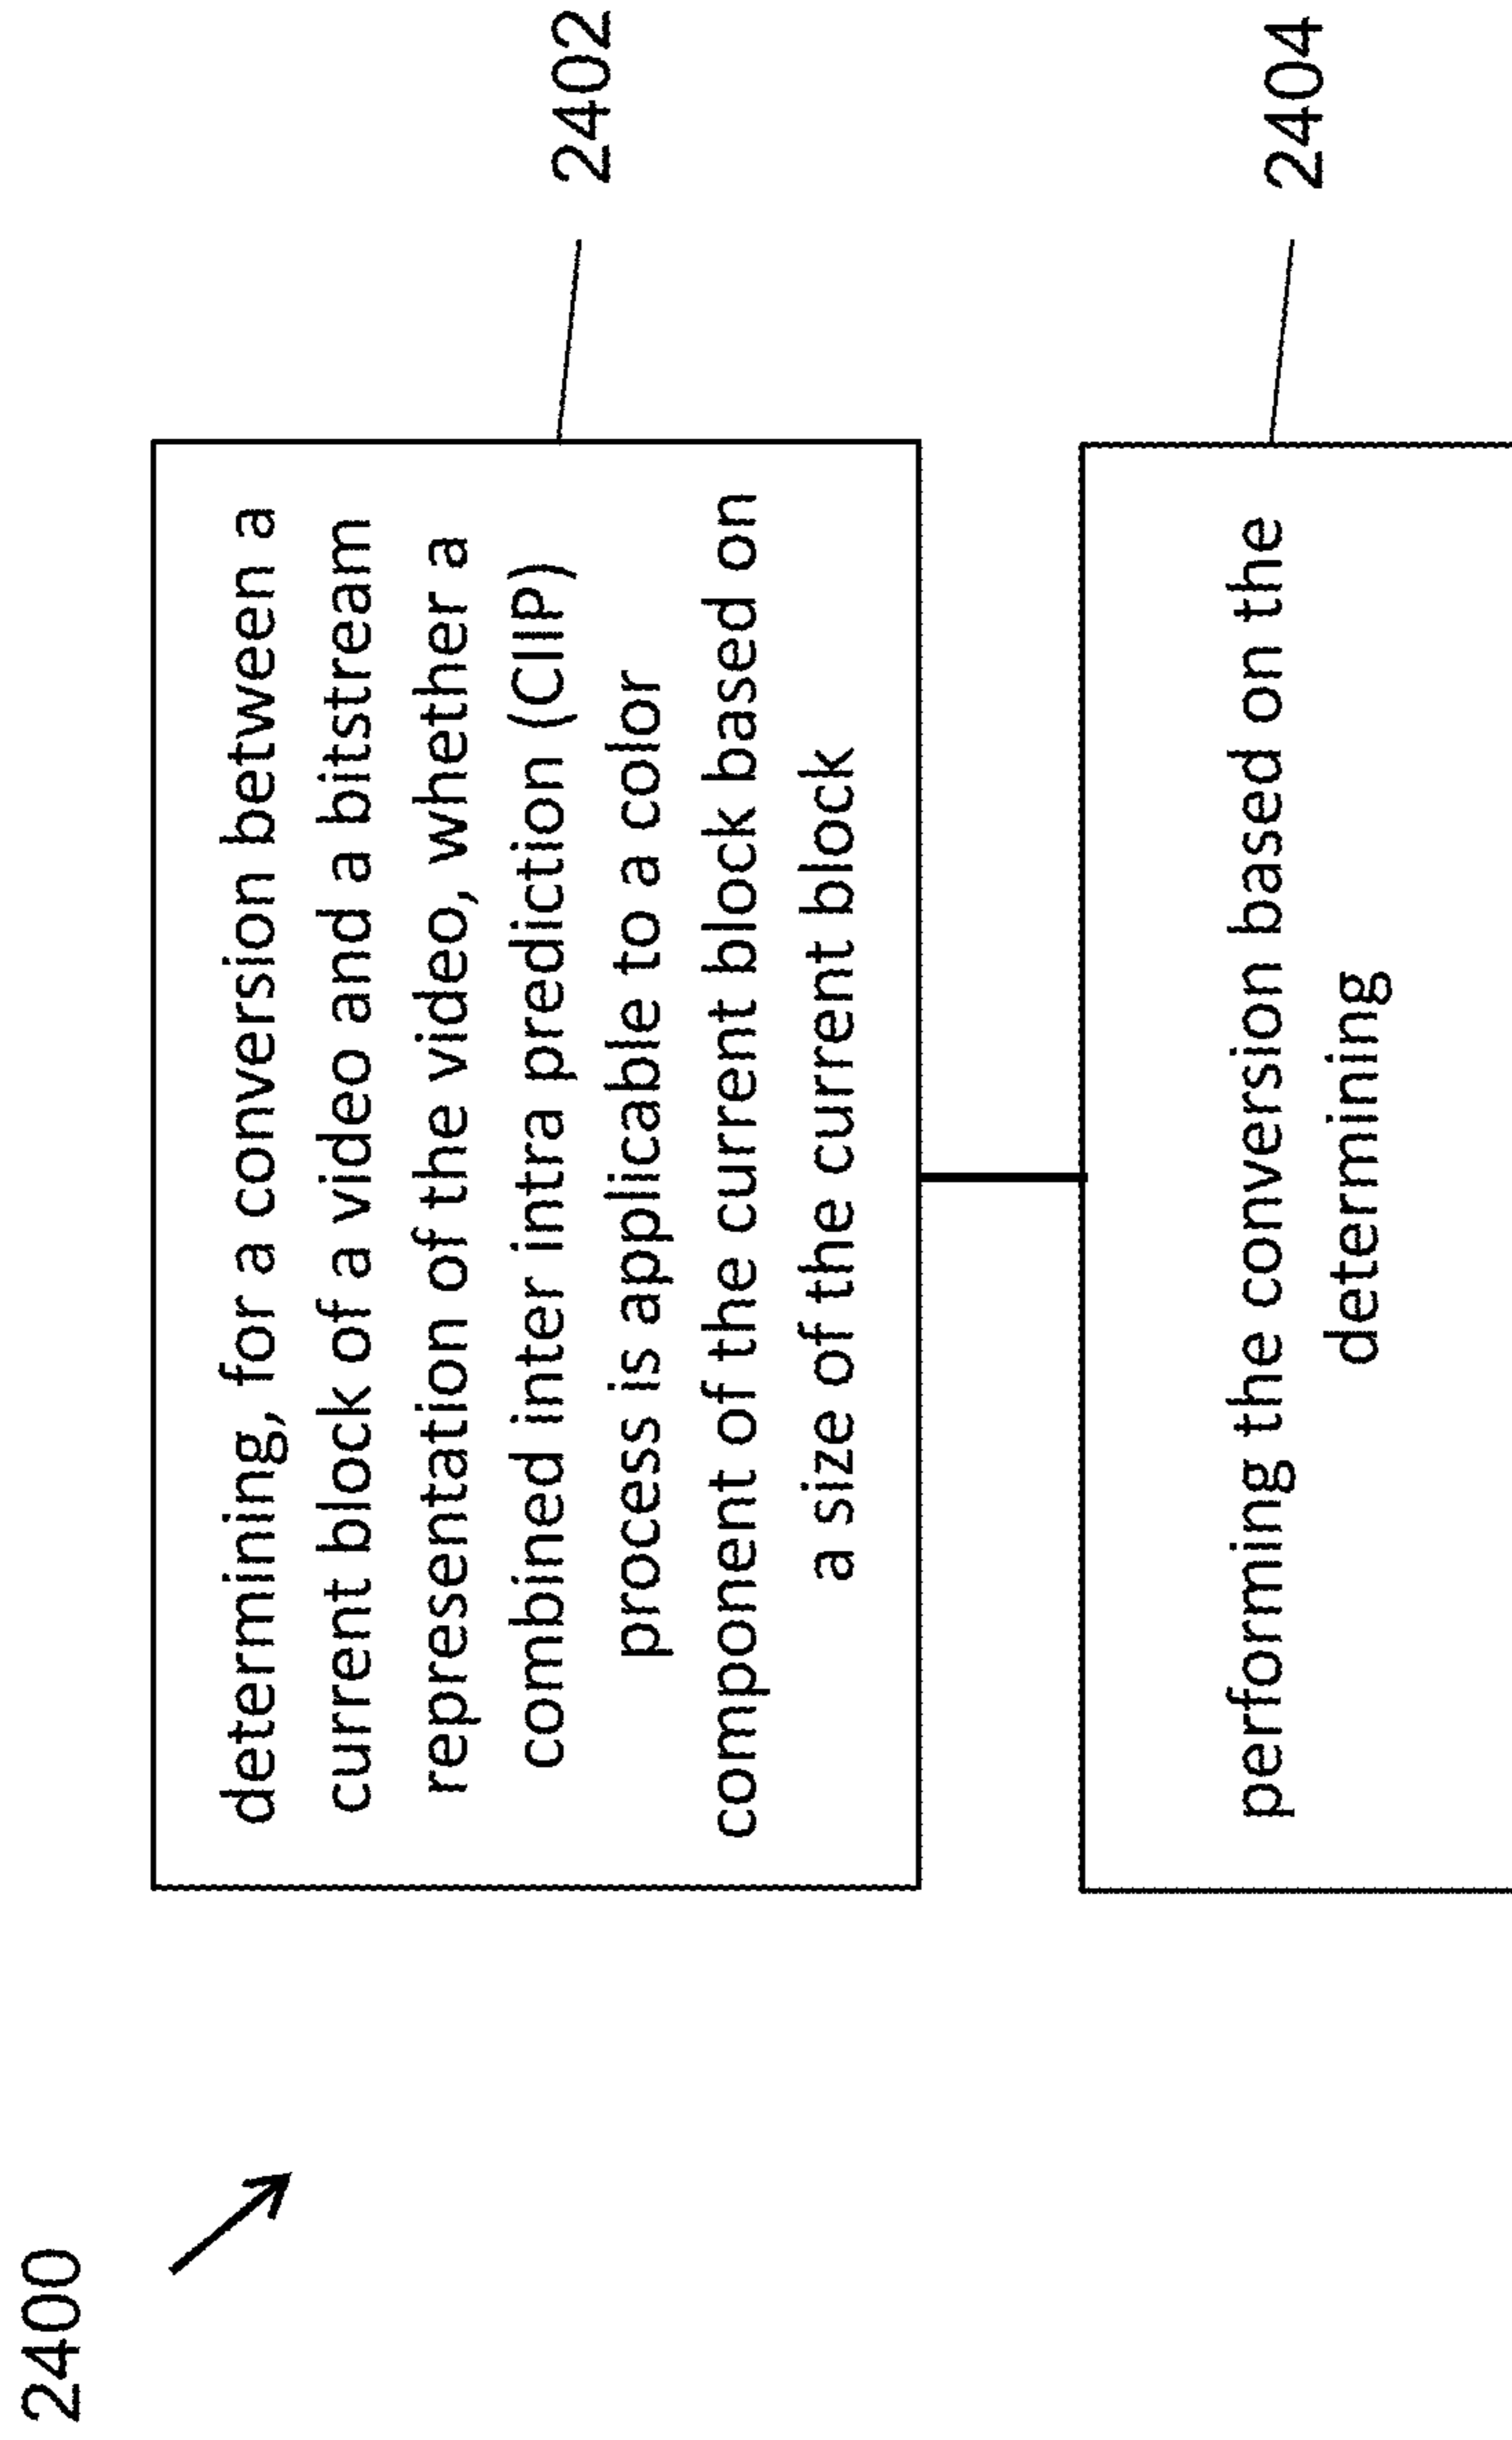 2400
determining, for a conversion between a
current block of a video and a bitstream
representation of the video, whether a
combined inter intra prediction (CIIP)
process is applicable to a color
component of the current block based on
a size of the current block
2402
performing the conversion based on the
determining
2404